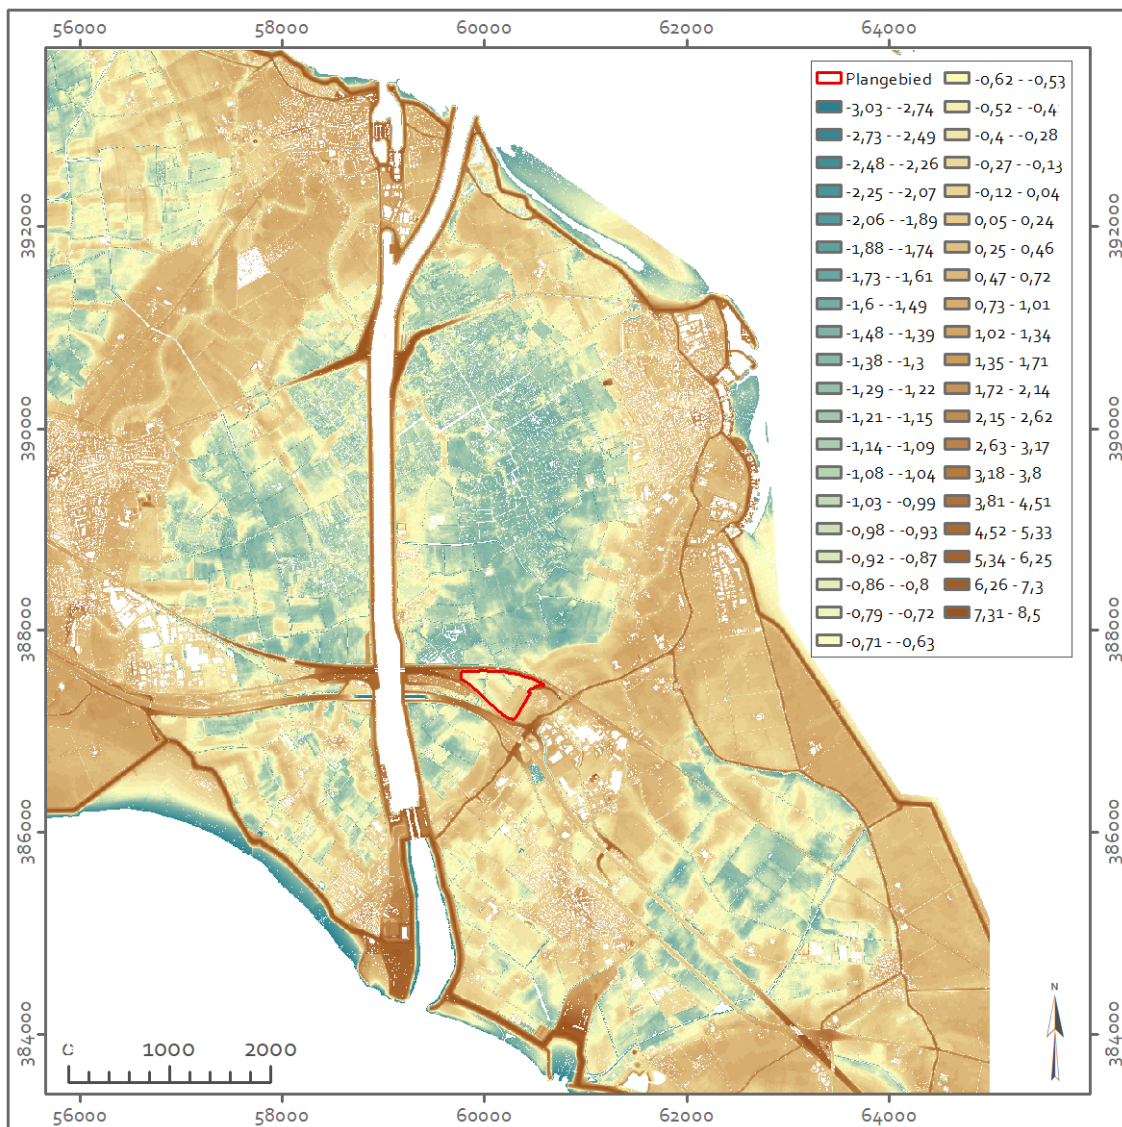 56000 58000 60000 62000 64000
Plangebied
-3,03 - -2,74
-2,73 - -2,49
-2,48 - -2,26
-2,25 - -2,07
-2,06 - -1,89
-1,88 - -1,74
-1,73 - -1,61
-1,6 - -1,49
-1,48 - -1,39
-1,38 - -1,3
-1,29 - -1,22
-1,21 - -1,15
-1,14 - -1,09
-1,08 - -1,04
-1,03 - -0,99
-0,98 - -0,93
-0,92 - -0,87
-0,86 - -0,8
-0,79 - -0,72
-0,71 - -0,63
-0,62 - -0,53
-0,52 - -0,4
-0,4 - -0,28
-0,27 - -0,13
-0,12 - 0,04
0,05 - 0,24
0,25 - 0,46
0,47 - 0,72
0,73 - 1,01
1,02 - 1,34
1,35 - 1,71
1,72 - 2,14
2,15 - 2,62
2,63 - 3,17
3,18 - 3,8
3,81 - 4,51
4,52 - 5,33
5,34 - 6,25
6,26 - 7,3
7,31 - 8,5
392000
390000
388000
386000
384000
392000
390000
388000
386000
384000
N
0 1000 2000
56000 58000 60000 62000 64000